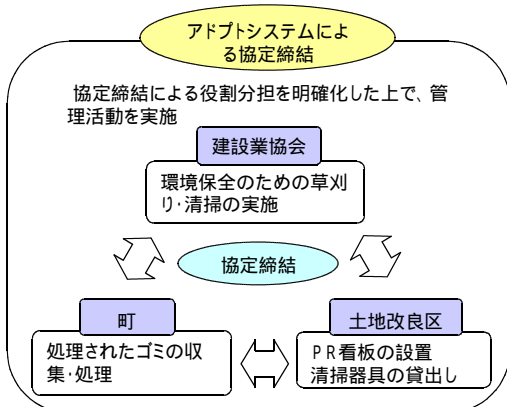 アドプトシステムによ
る協定締結
協定締結による役割分担を明確化した上で、管
理活動を実施
建設業協会
環境保全のための草刈
り・清掃の実施
協定締結
町
処理されたゴミの収
集・処理
土地改良区
PR看板の設置
清掃器具の貸出し